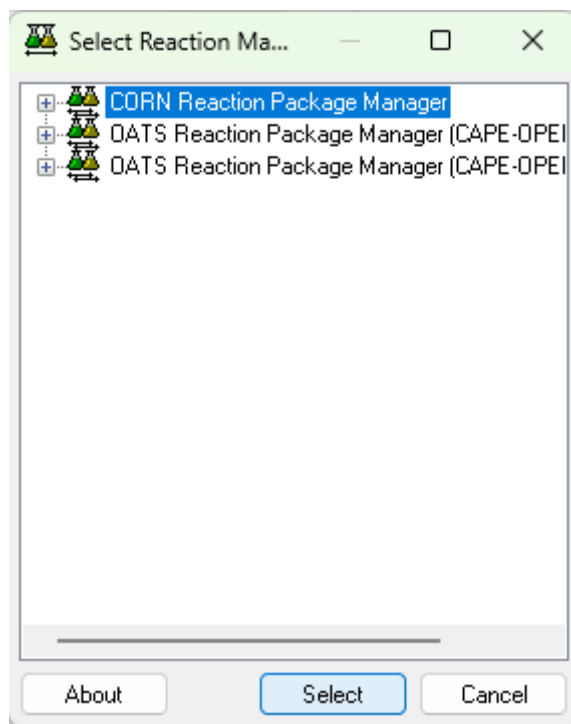 Select Reaction Ma...
CORN Reaction Package Manager
OATS Reaction Package Manager (CAPE-OPEI
OATS Reaction Package Manager (CAPE-OPEI
About
Select
Cancel